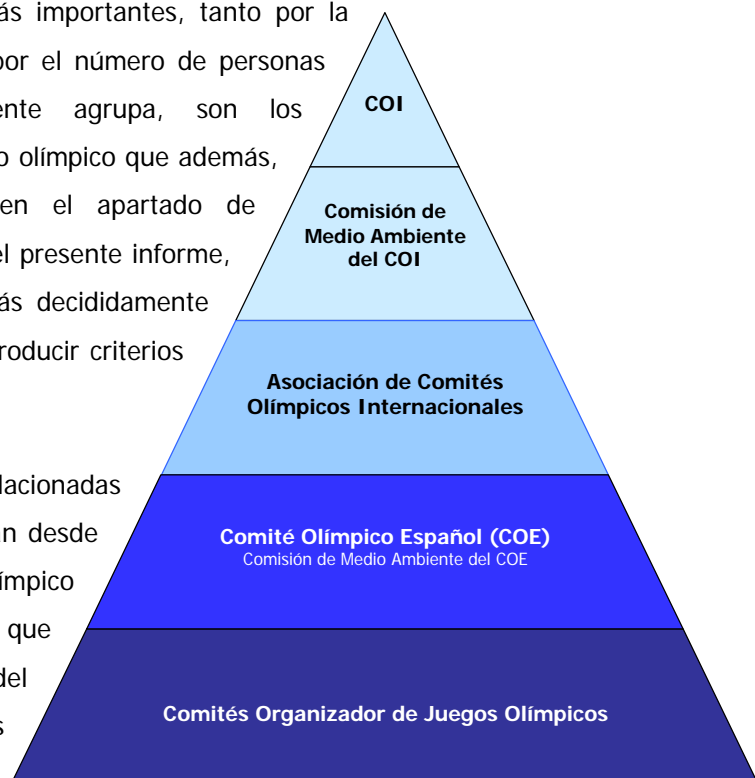 ás importantes, tanto por la
por el número de personas
ente agrupa, son los
o olímpico que además,
en el apartado de
el presente informe,
ás decididamente
roducir criterios
lacionadas
an desde
ímpico
que
del
s
COI
Comisión de
Medio Ambiente
del COI
Asociación de Comités
Olímpicos Internacionales
Comité Olímpico Español (COE)
Comisión de Medio Ambiente del COE
Comités Organizador de Juegos Olímpicos